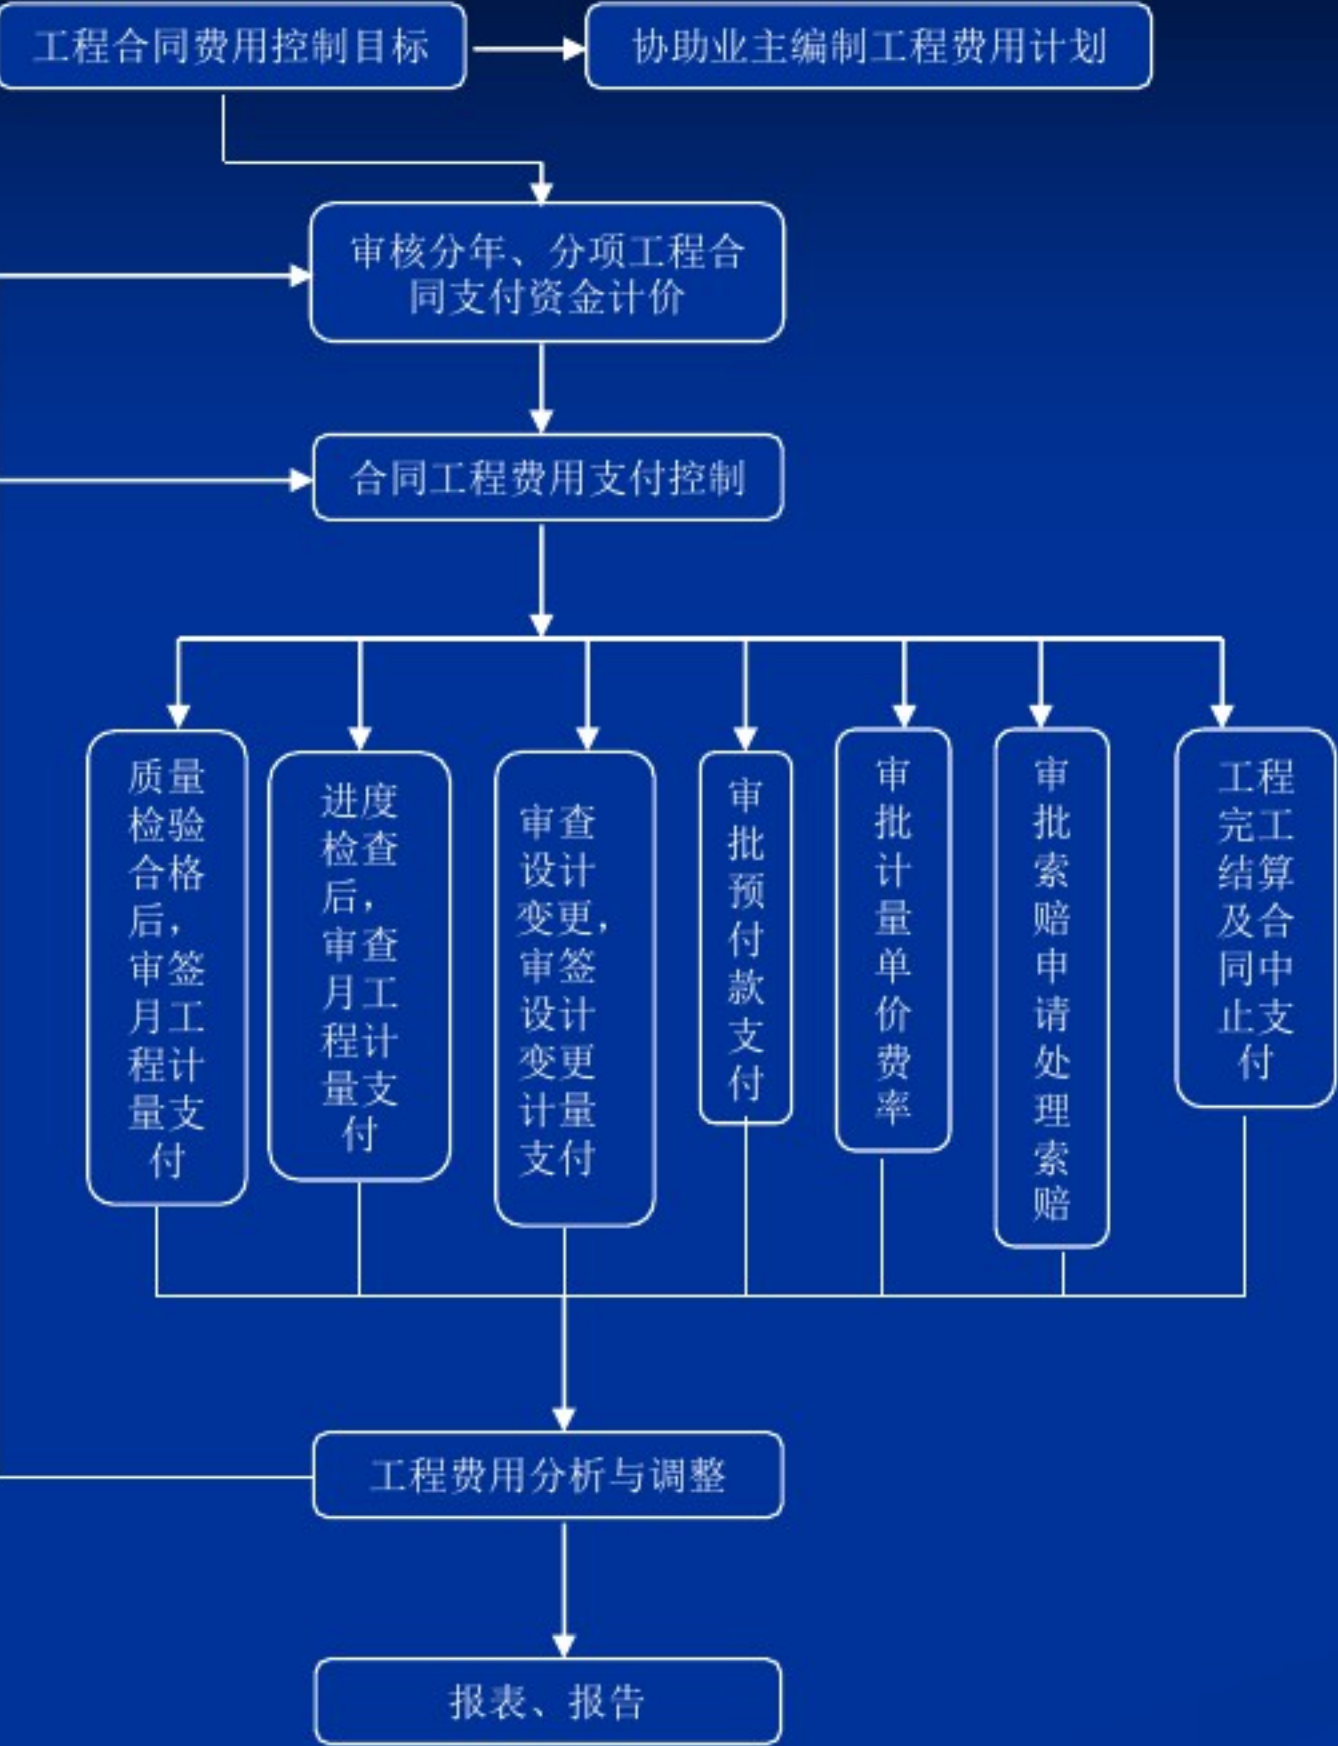 工程合同费用控制目标
协助业主编制工程费用计划
审核分年、分项工程合
同支付资金计价
合同工程费用支付控制
质量
检验
合格
后，
审签
月工
程计
量支
付
进度
检查
后，
审查
月工
程计
量支
付
审查
设计
变更，
审签
设计
变更
计量
支付
审
批
预
付
款
支
付
审
批
计
量
单
价
费
率
审
批
索
赔
申
请
处
理
索
赔
工程
完工
结算
及合
同中
止支
付
工程费用分析与调整
报表、报告